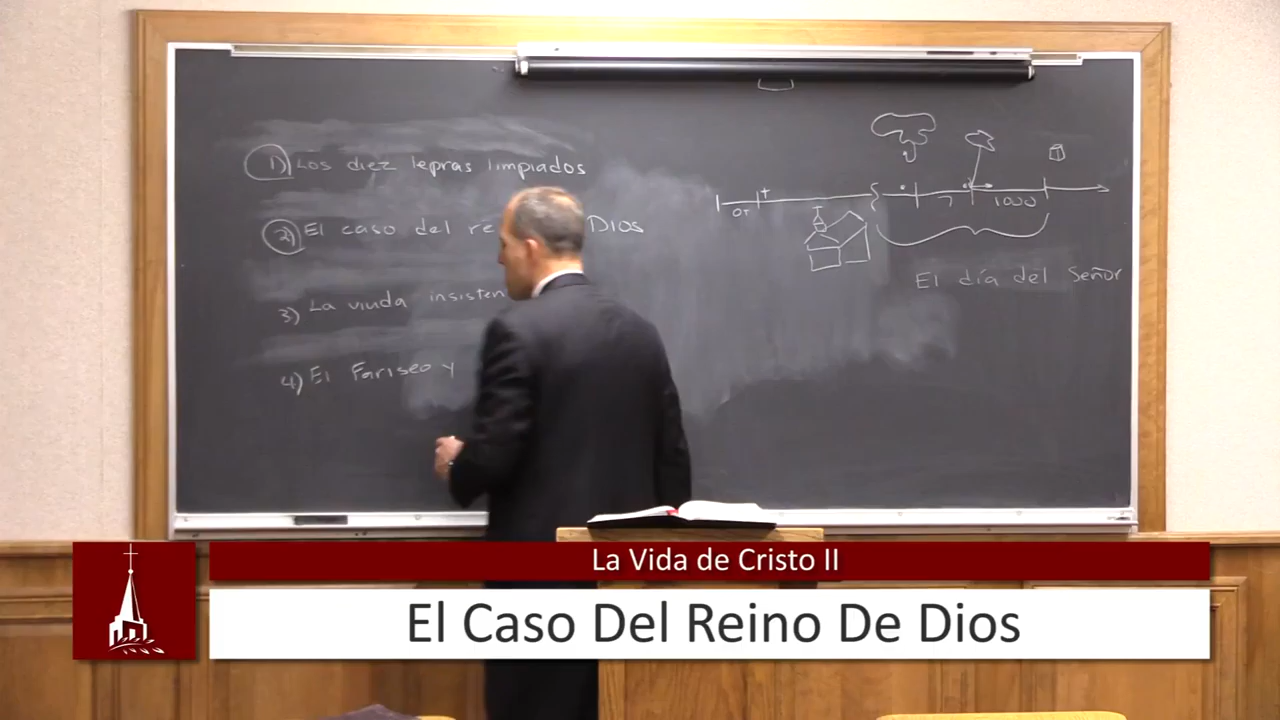 1) Los diez lepras limpiados
2) El caso del re Dios
3) La viuda insisten
4) El Fariseo y
OT
7
1000
El día del Señor
La Vida de Cristo II
El Caso Del Reino De Dios